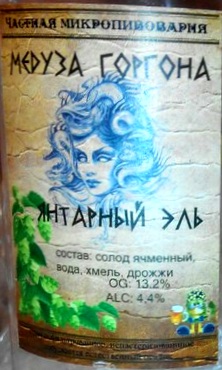 ЧАСТНАЯ МИКРОПИВОВАРНЯ
МЕДУЗА ГОРГОНА
ЯНТАРНЫЙ ЭЛЬ
состав: солод ячменный,
вода, хмель, дрожжи
OG: 13.2%
ALC: 4,4%